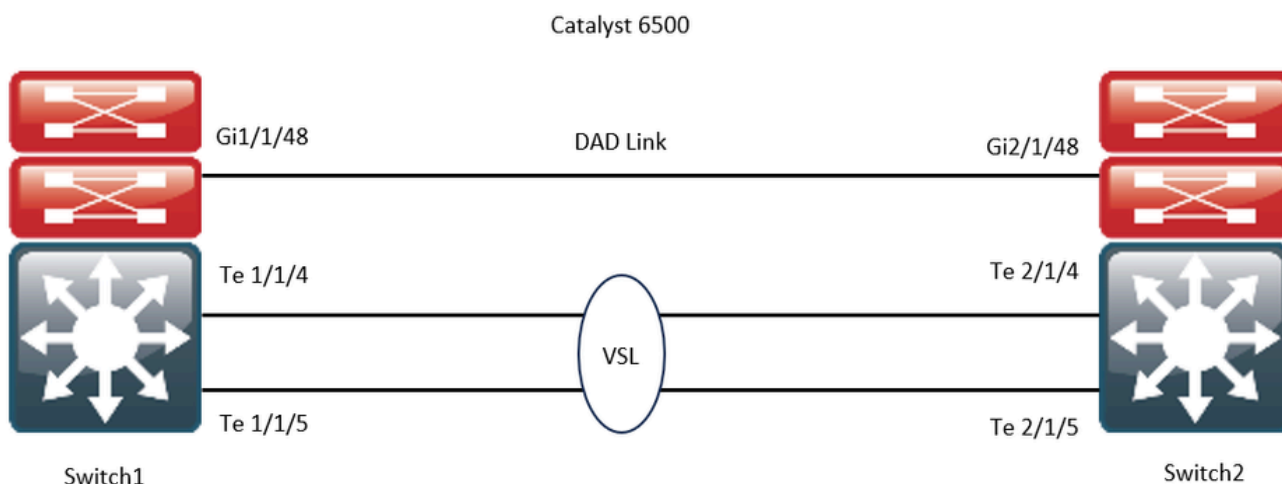 Catalyst 6500
Gi1/1/48
DAD Link
Gi2/1/48
Te 1/1/4
Te 2/1/4
VSL
Te 1/1/5
Te 2/1/5
Switch1
Switch2